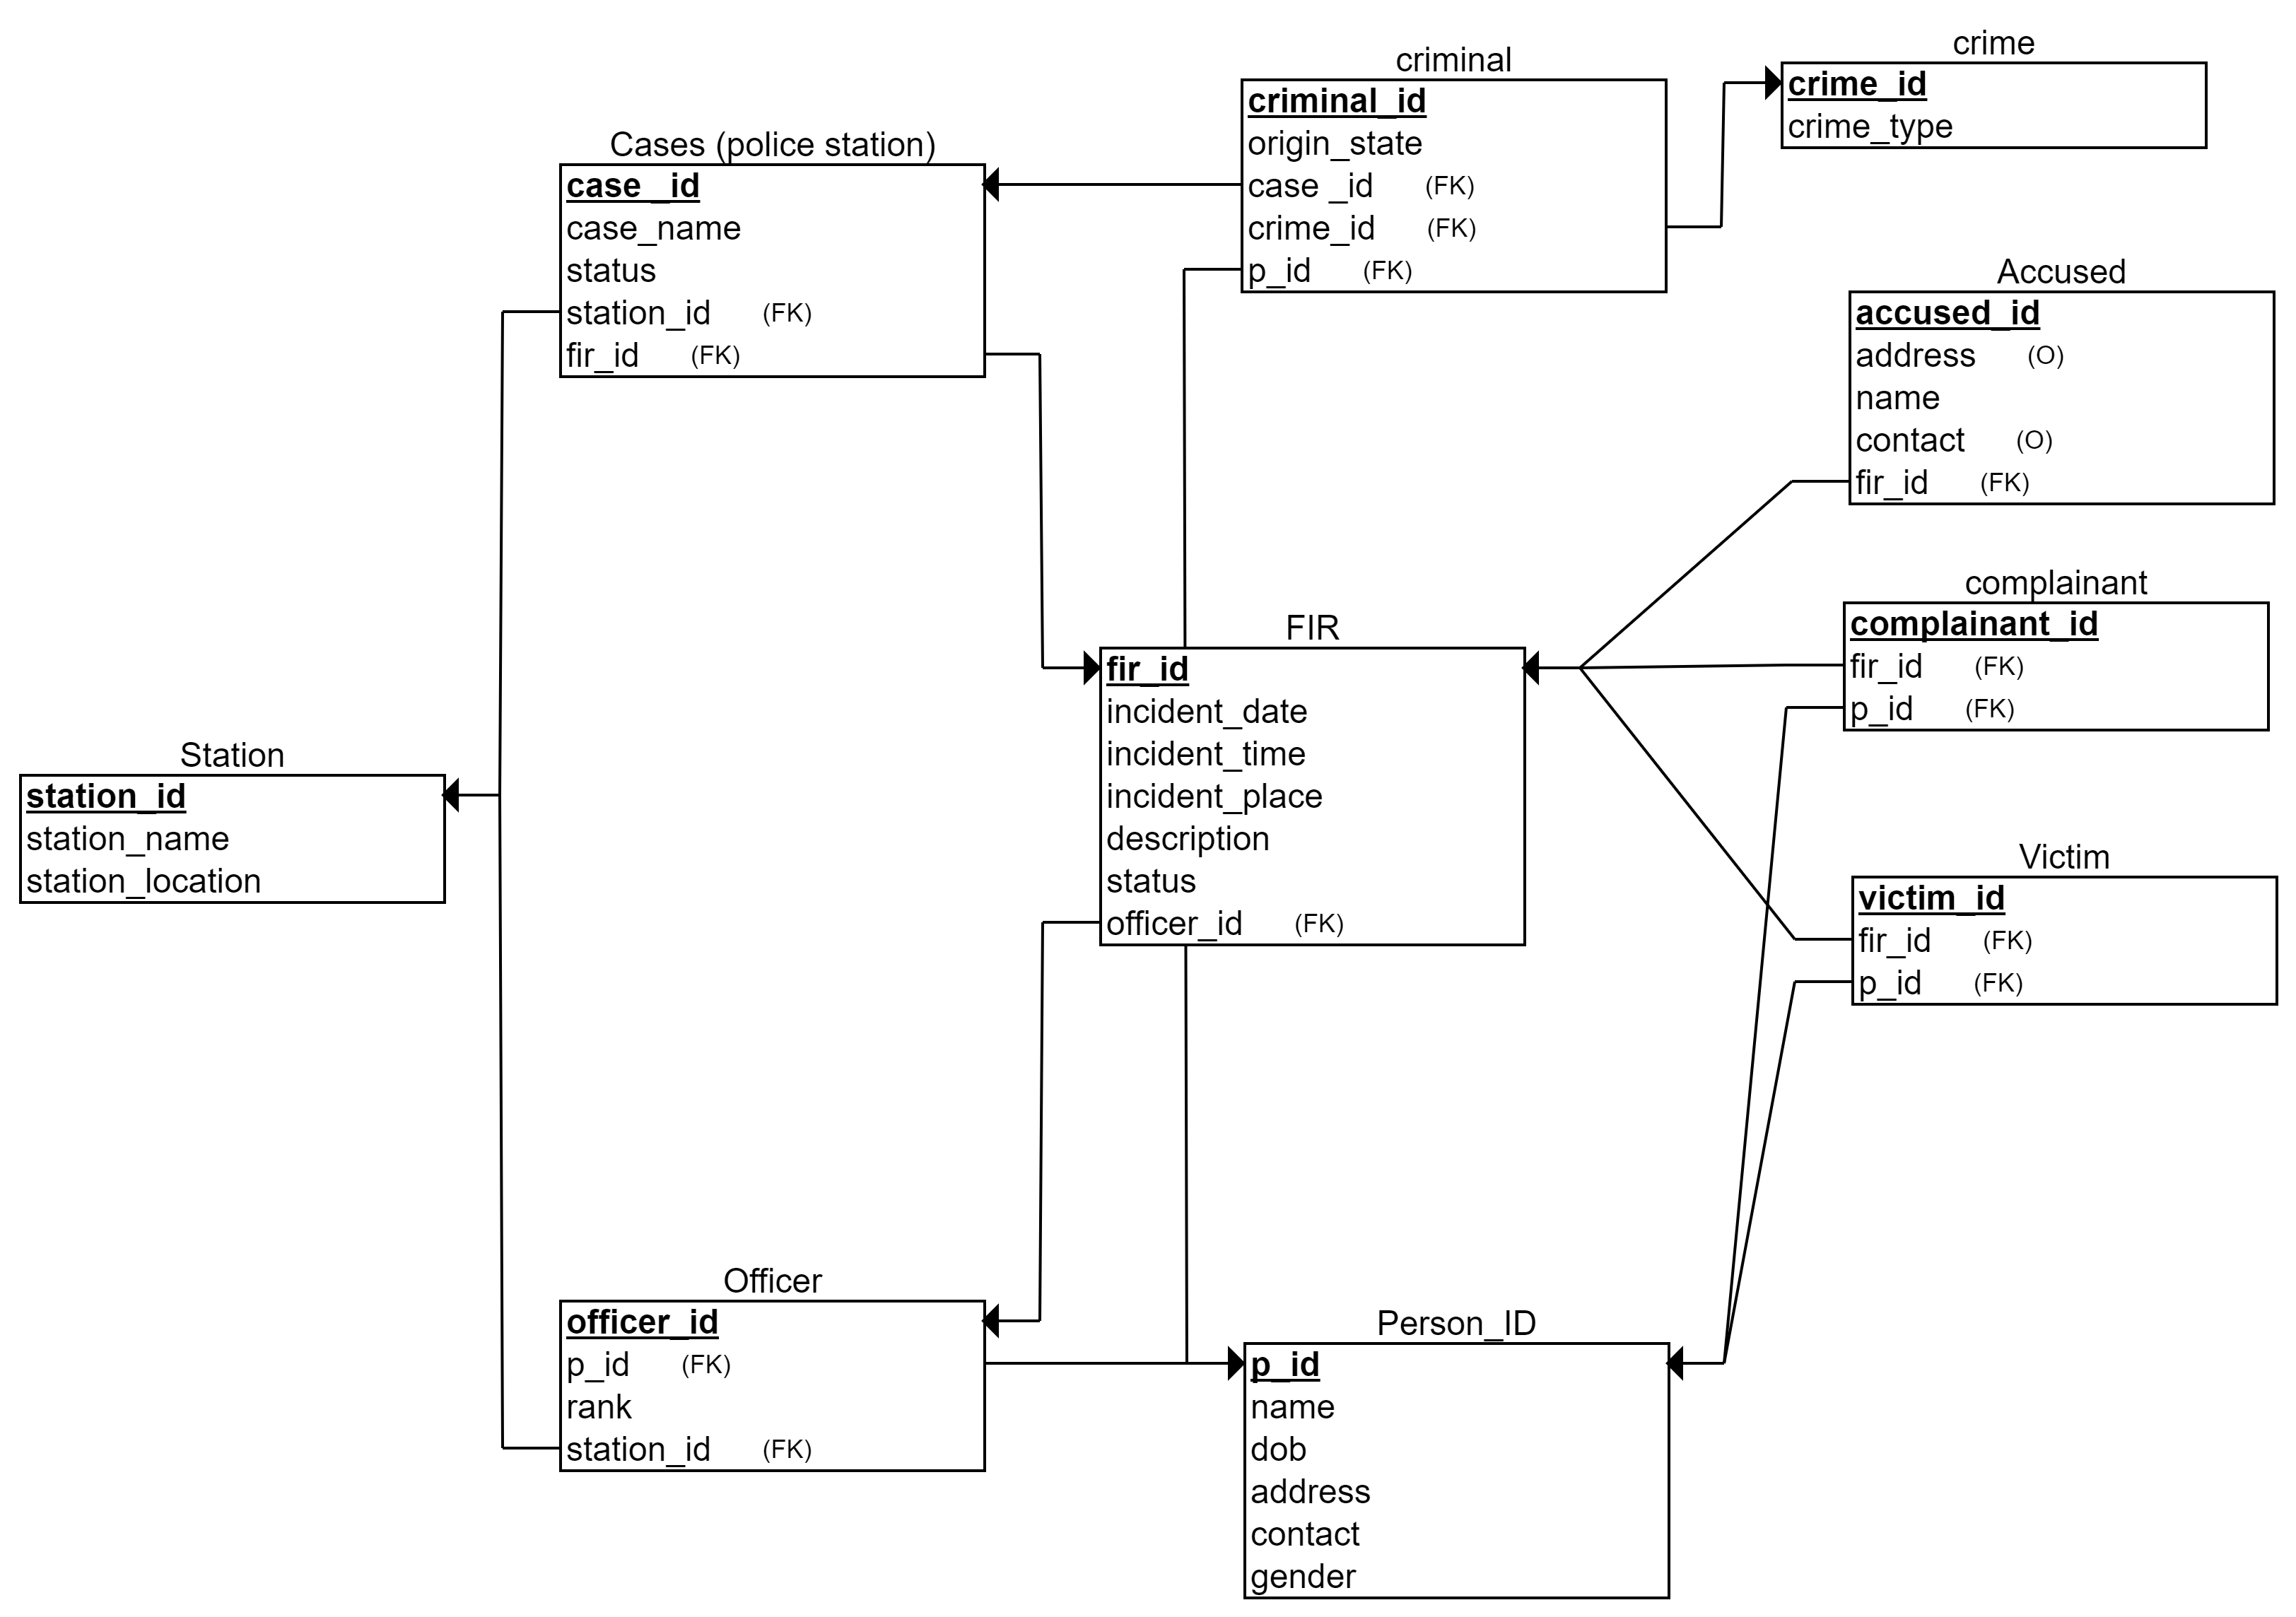 crime
crime_id
crime_type
criminal
criminal_id
origin_state
case _id (FK)
crime_id (FK)
p_id (FK)
Cases (police station)
case _id
case_name
status
station_id (FK)
fir_id (FK)
Accused
accused_id
address (O)
name
contact (O)
fir_id (FK)
complainant
complainant_id
fir_id (FK)
p_id (FK)
FIR
fir_id
incident_date
incident_time
incident_place
description
status
officer_id (FK)
Station
station_id
station_name
station_location
Victim
victim_id
fir_id (FK)
p_id (FK)
Officer
officer_id
p_id (FK)
rank
station_id (FK)
Person_ID
p_id
name
dob
address
contact
gender